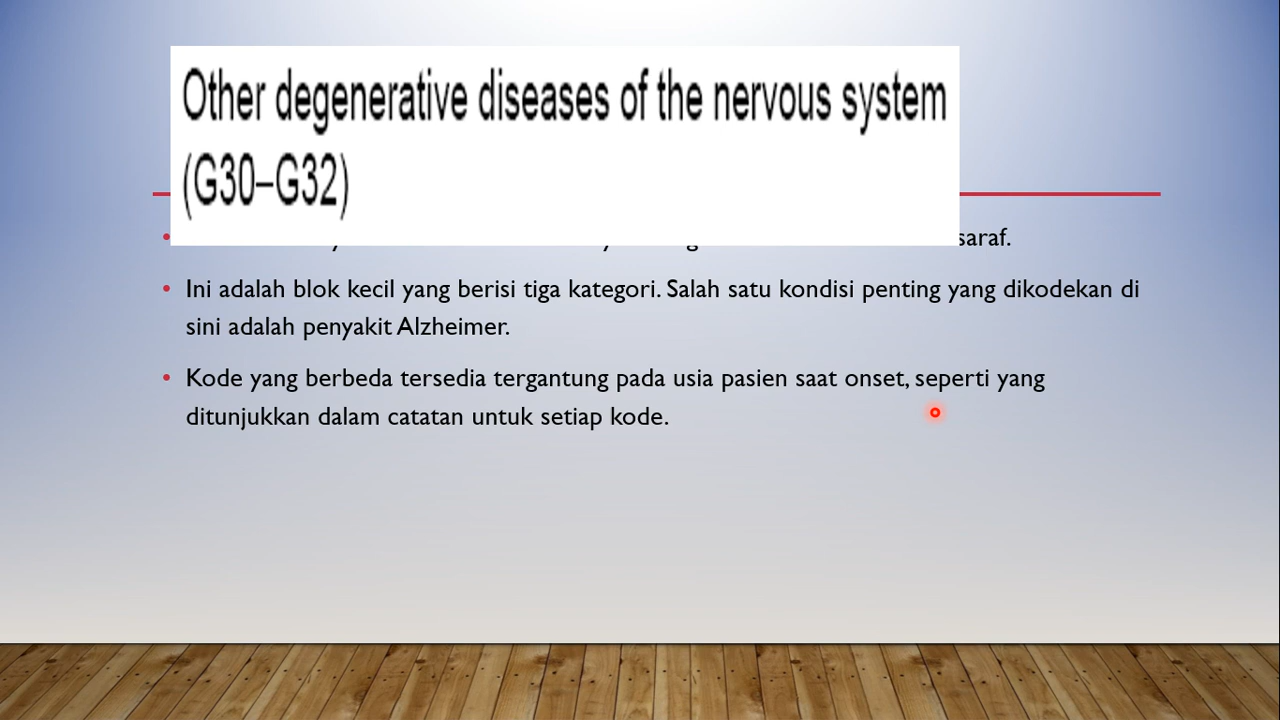 Other degenerative diseases of the nervous system
(G30–G32)
saraf.
Ini adalah blok kecil yang berisi tiga kategori. Salah satu kondisi penting yang dikodekan di
sini adalah penyakit Alzheimer.
Kode yang berbeda tersedia tergantung pada usia pasien saat onset, seperti yang
ditunjukkan dalam catatan untuk setiap kode.